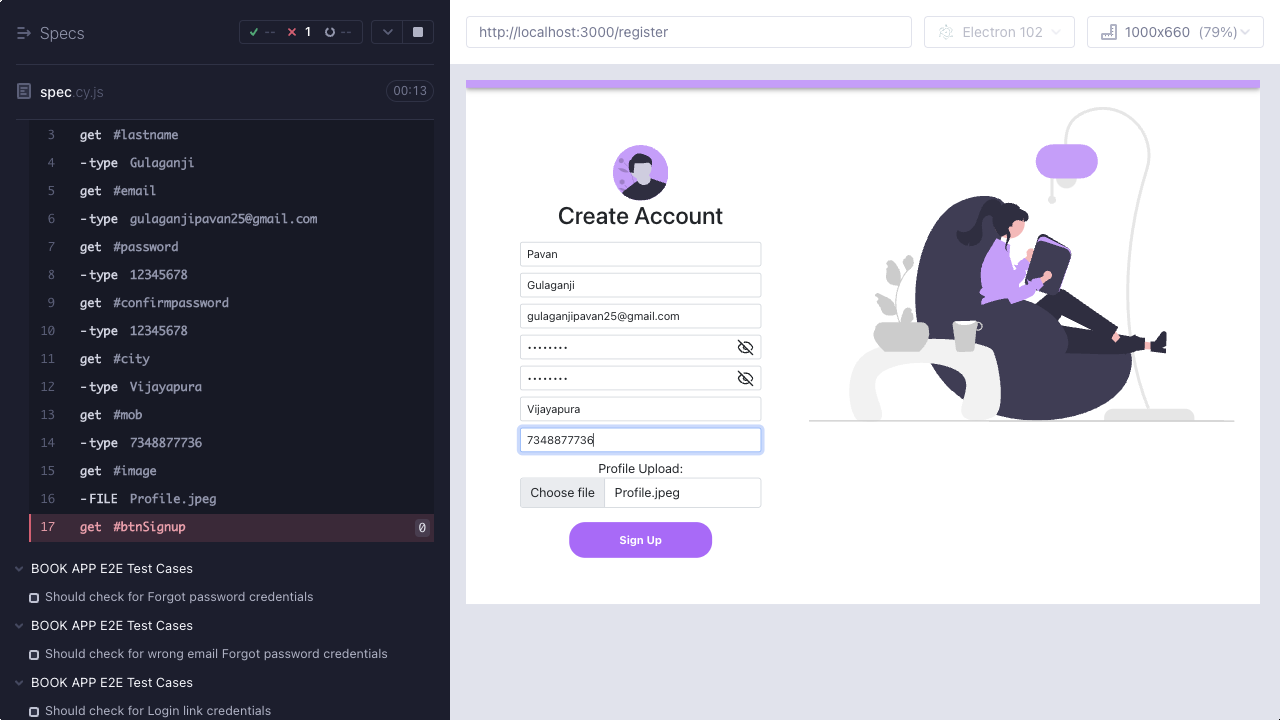 Specs
-- 1 --
spec.cy.js
00:13
3 get #lastname
4 -type Gulaganji
5 get #email
6 -type gulaganjipavan25@gmail.com
7 get #password
8 -type 12345678
9 get #confirmpassword
10 -type 12345678
11 get #city
12 -type Vijayapura
13 get #mob
14 -type 7348877736
15 get #image
16 -FILE Profile.jpeg
17 get #btnSignup 0
BOOK APP E2E Test Cases
Should check for Forgot password credentials
BOOK APP E2E Test Cases
Should check for wrong email Forgot password credentials
BOOK APP E2E Test Cases
Should check for Login link credentials
http://localhost:3000/register
Electron 102
1000x660 (79%)
Create Account
Pavan
Gulaganji
gulaganjipavan25@gmail.com
Vijayapura
7348877736
Profile Upload:
Choose file Profile.jpeg
Sign Up